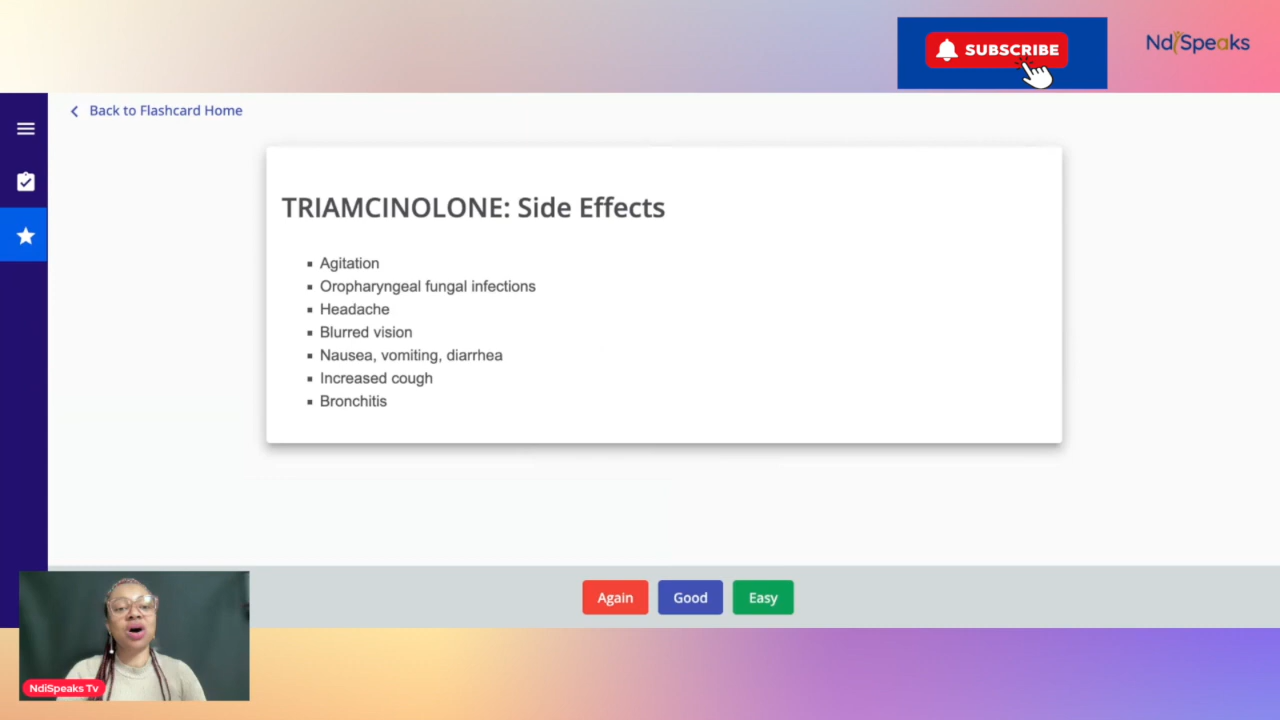 SUBSCRIBE
NdiSpeaks
Back to Flashcard Home
TRIAMCINOLONE: Side Effects
▪ Agitation
▪ Oropharyngeal fungal infections
▪ Headache
▪ Blurred vision
▪ Nausea, vomiting, diarrhea
▪ Increased cough
▪ Bronchitis
Again
Good
Easy
NdiSpeaks Tv